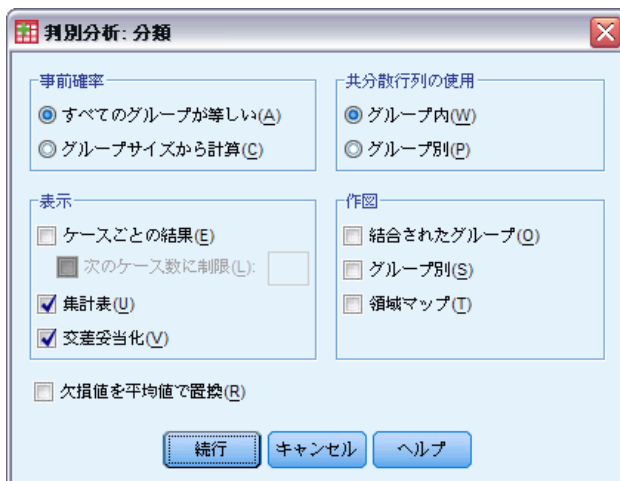 判別分析: 分類
事前確率
すべてのグループが等しい(A)
グループサイズから計算(C)
共分散行列の使用
グループ内(W)
グループ別(P)
表示
ケースごとの結果(E)
次のケース数に制限(L):
集計表(U)
交差妥当化(V)
作図
結合されたグループ(O)
グループ別(S)
領域マップ(T)
欠損値を平均値で置換(R)
続行
キャンセル
ヘルプ